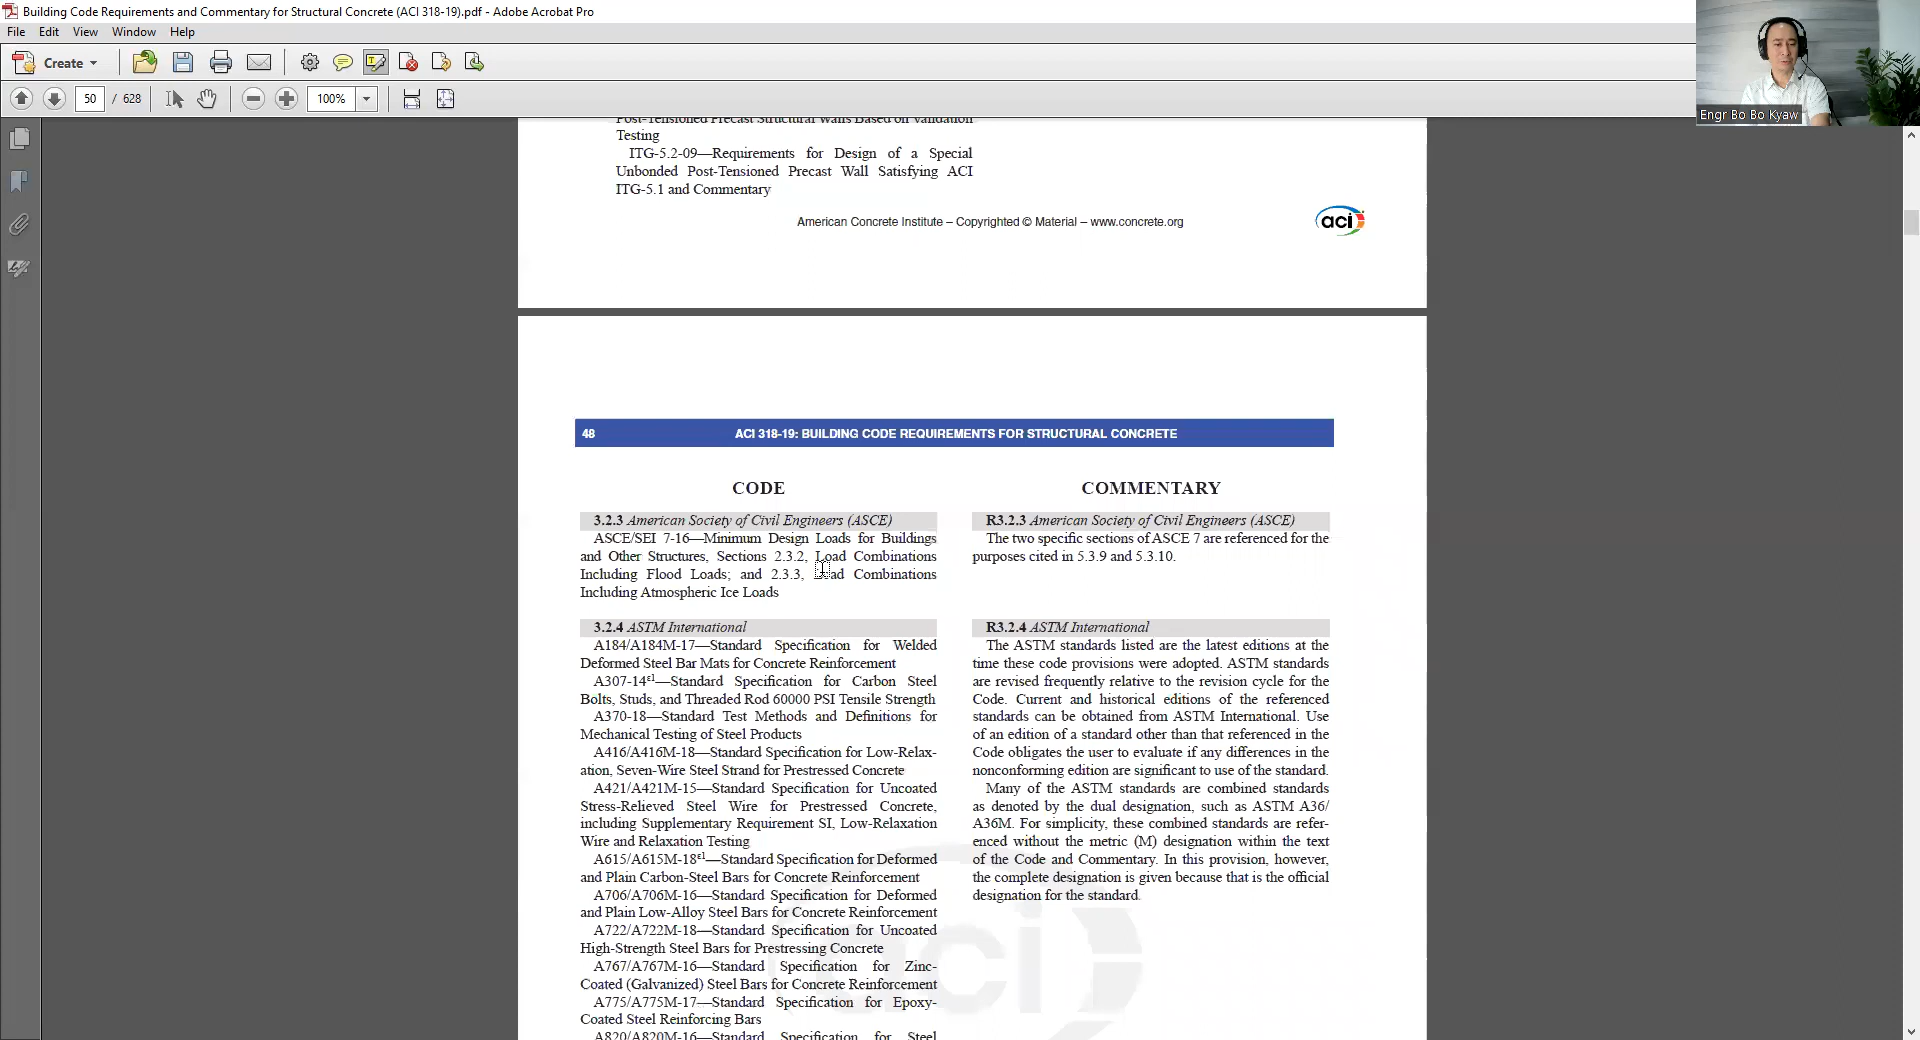 Building Code Requirements and Commentary for Structural Concrete (ACI 318-19).pdf - Adobe Acrobat Pro
File Edit View Window Help
Create
50 / 628 100%
Engr Bo Bo Kyaw
Post-Tensioned Precast Structural Walls Based on Validation
Testing
ITG-5.2-09—Requirements for Design of a Special
Unbonded Post-Tensioned Precast Wall Satisfying ACI
ITG-5.1 and Commentary
American Concrete Institute – Copyrighted © Material – www.concrete.org
aci
48 ACI 318-19: BUILDING CODE REQUIREMENTS FOR STRUCTURAL CONCRETE
CODE
3.2.3 American Society of Civil Engineers (ASCE)
ASCE/SEI 7-16—Minimum Design Loads for Buildings
and Other Structures, Sections 2.3.2, Load Combinations
Including Flood Loads; and 2.3.3, Load Combinations
Including Atmospheric Ice Loads
3.2.4 ASTM International
A184/A184M-17—Standard Specification for Welded
Deformed Steel Bar Mats for Concrete Reinforcement
A307-14ε1—Standard Specification for Carbon Steel
Bolts, Studs, and Threaded Rod 60000 PSI Tensile Strength
A370-18—Standard Test Methods and Definitions for
Mechanical Testing of Steel Products
A416/A416M-18—Standard Specification for Low-Relax-
ation, Seven-Wire Steel Strand for Prestressed Concrete
A421/A421M-15—Standard Specification for Uncoated
Stress-Relieved Steel Wire for Prestressed Concrete,
including Supplementary Requirement SI, Low-Relaxation
Wire and Relaxation Testing
A615/A615M-18ε1—Standard Specification for Deformed
and Plain Carbon-Steel Bars for Concrete Reinforcement
A706/A706M-16—Standard Specification for Deformed
and Plain Low-Alloy Steel Bars for Concrete Reinforcement
A722/A722M-18—Standard Specification for Uncoated
High-Strength Steel Bars for Prestressing Concrete
A767/A767M-16—Standard Specification for Zinc-
Coated (Galvanized) Steel Bars for Concrete Reinforcement
A775/A775M-17—Standard Specification for Epoxy-
Coated Steel Reinforcing Bars
A820/A820M-16—Standard Specification for Steel
COMMENTARY
R3.2.3 American Society of Civil Engineers (ASCE)
The two specific sections of ASCE 7 are referenced for the
purposes cited in 5.3.9 and 5.3.10.
R3.2.4 ASTM International
The ASTM standards listed are the latest editions at the
time these code provisions were adopted. ASTM standards
are revised frequently relative to the revision cycle for the
Code. Current and historical editions of the referenced
standards can be obtained from ASTM International. Use
of an edition of a standard other than that referenced in the
Code obligates the user to evaluate if any differences in the
nonconforming edition are significant to use of the standard.
Many of the ASTM standards are combined standards
as denoted by the dual designation, such as ASTM A36/
A36M. For simplicity, these combined standards are refer-
enced without the metric (M) designation within the text
of the Code and Commentary. In this provision, however,
the complete designation is given because that is the official
designation for the standard.
aci